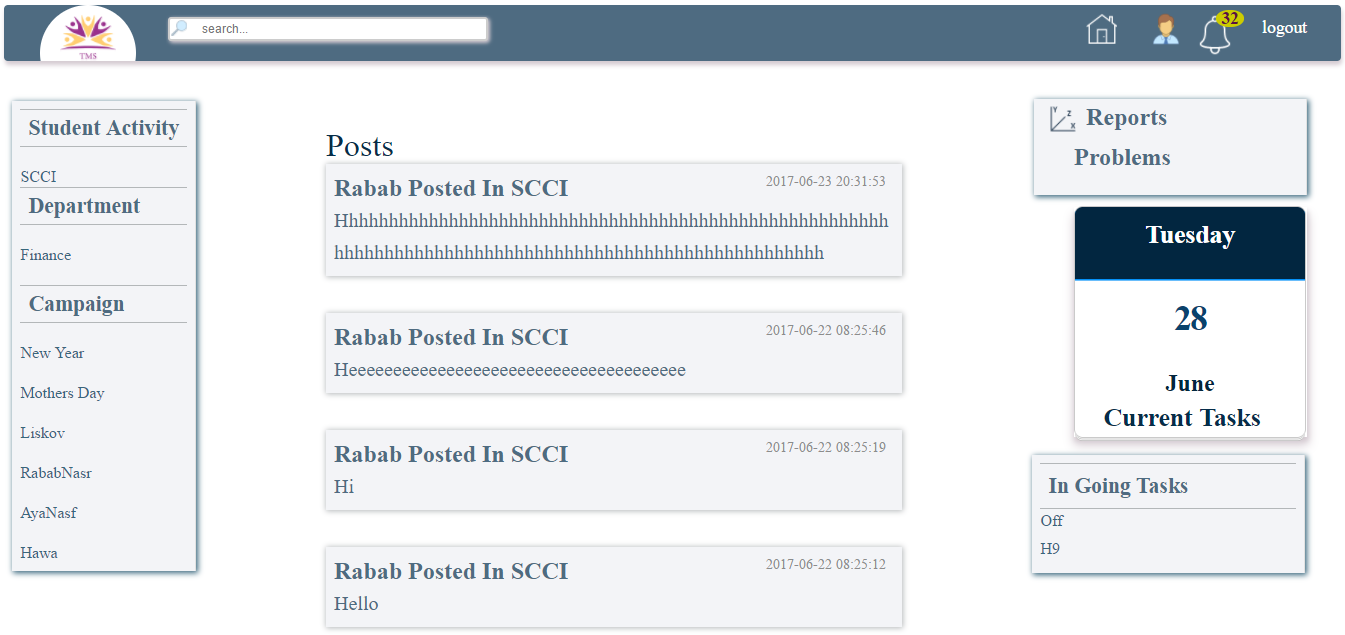 TMS
search...
32
logout
Student Activity
SCCI
Department
Finance
Campaign
New Year
Mothers Day
Liskov
RababNasr
AyaNasf
Hawa
Posts
Rabab Posted In SCCI
2017-06-23 20:31:53
Hhhhhhhhhhhhhhhhhhhhhhhhhhhhhhhhhhhhhhhhhhhhhhhhhhhhhhh
hhhhhhhhhhhhhhhhhhhhhhhhhhhhhhhhhhhhhhhhhhhhhhhhh
Rabab Posted In SCCI
2017-06-22 08:25:46
Heeeeeeeeeeeeeeeeeeeeeeeeeeeeeeeeeeeeee
Rabab Posted In SCCI
2017-06-22 08:25:19
Hi
Rabab Posted In SCCI
2017-06-22 08:25:12
Hello
Y
Z
X
Reports
Problems
Tuesday
28
June
Current Tasks
In Going Tasks
Off
H9